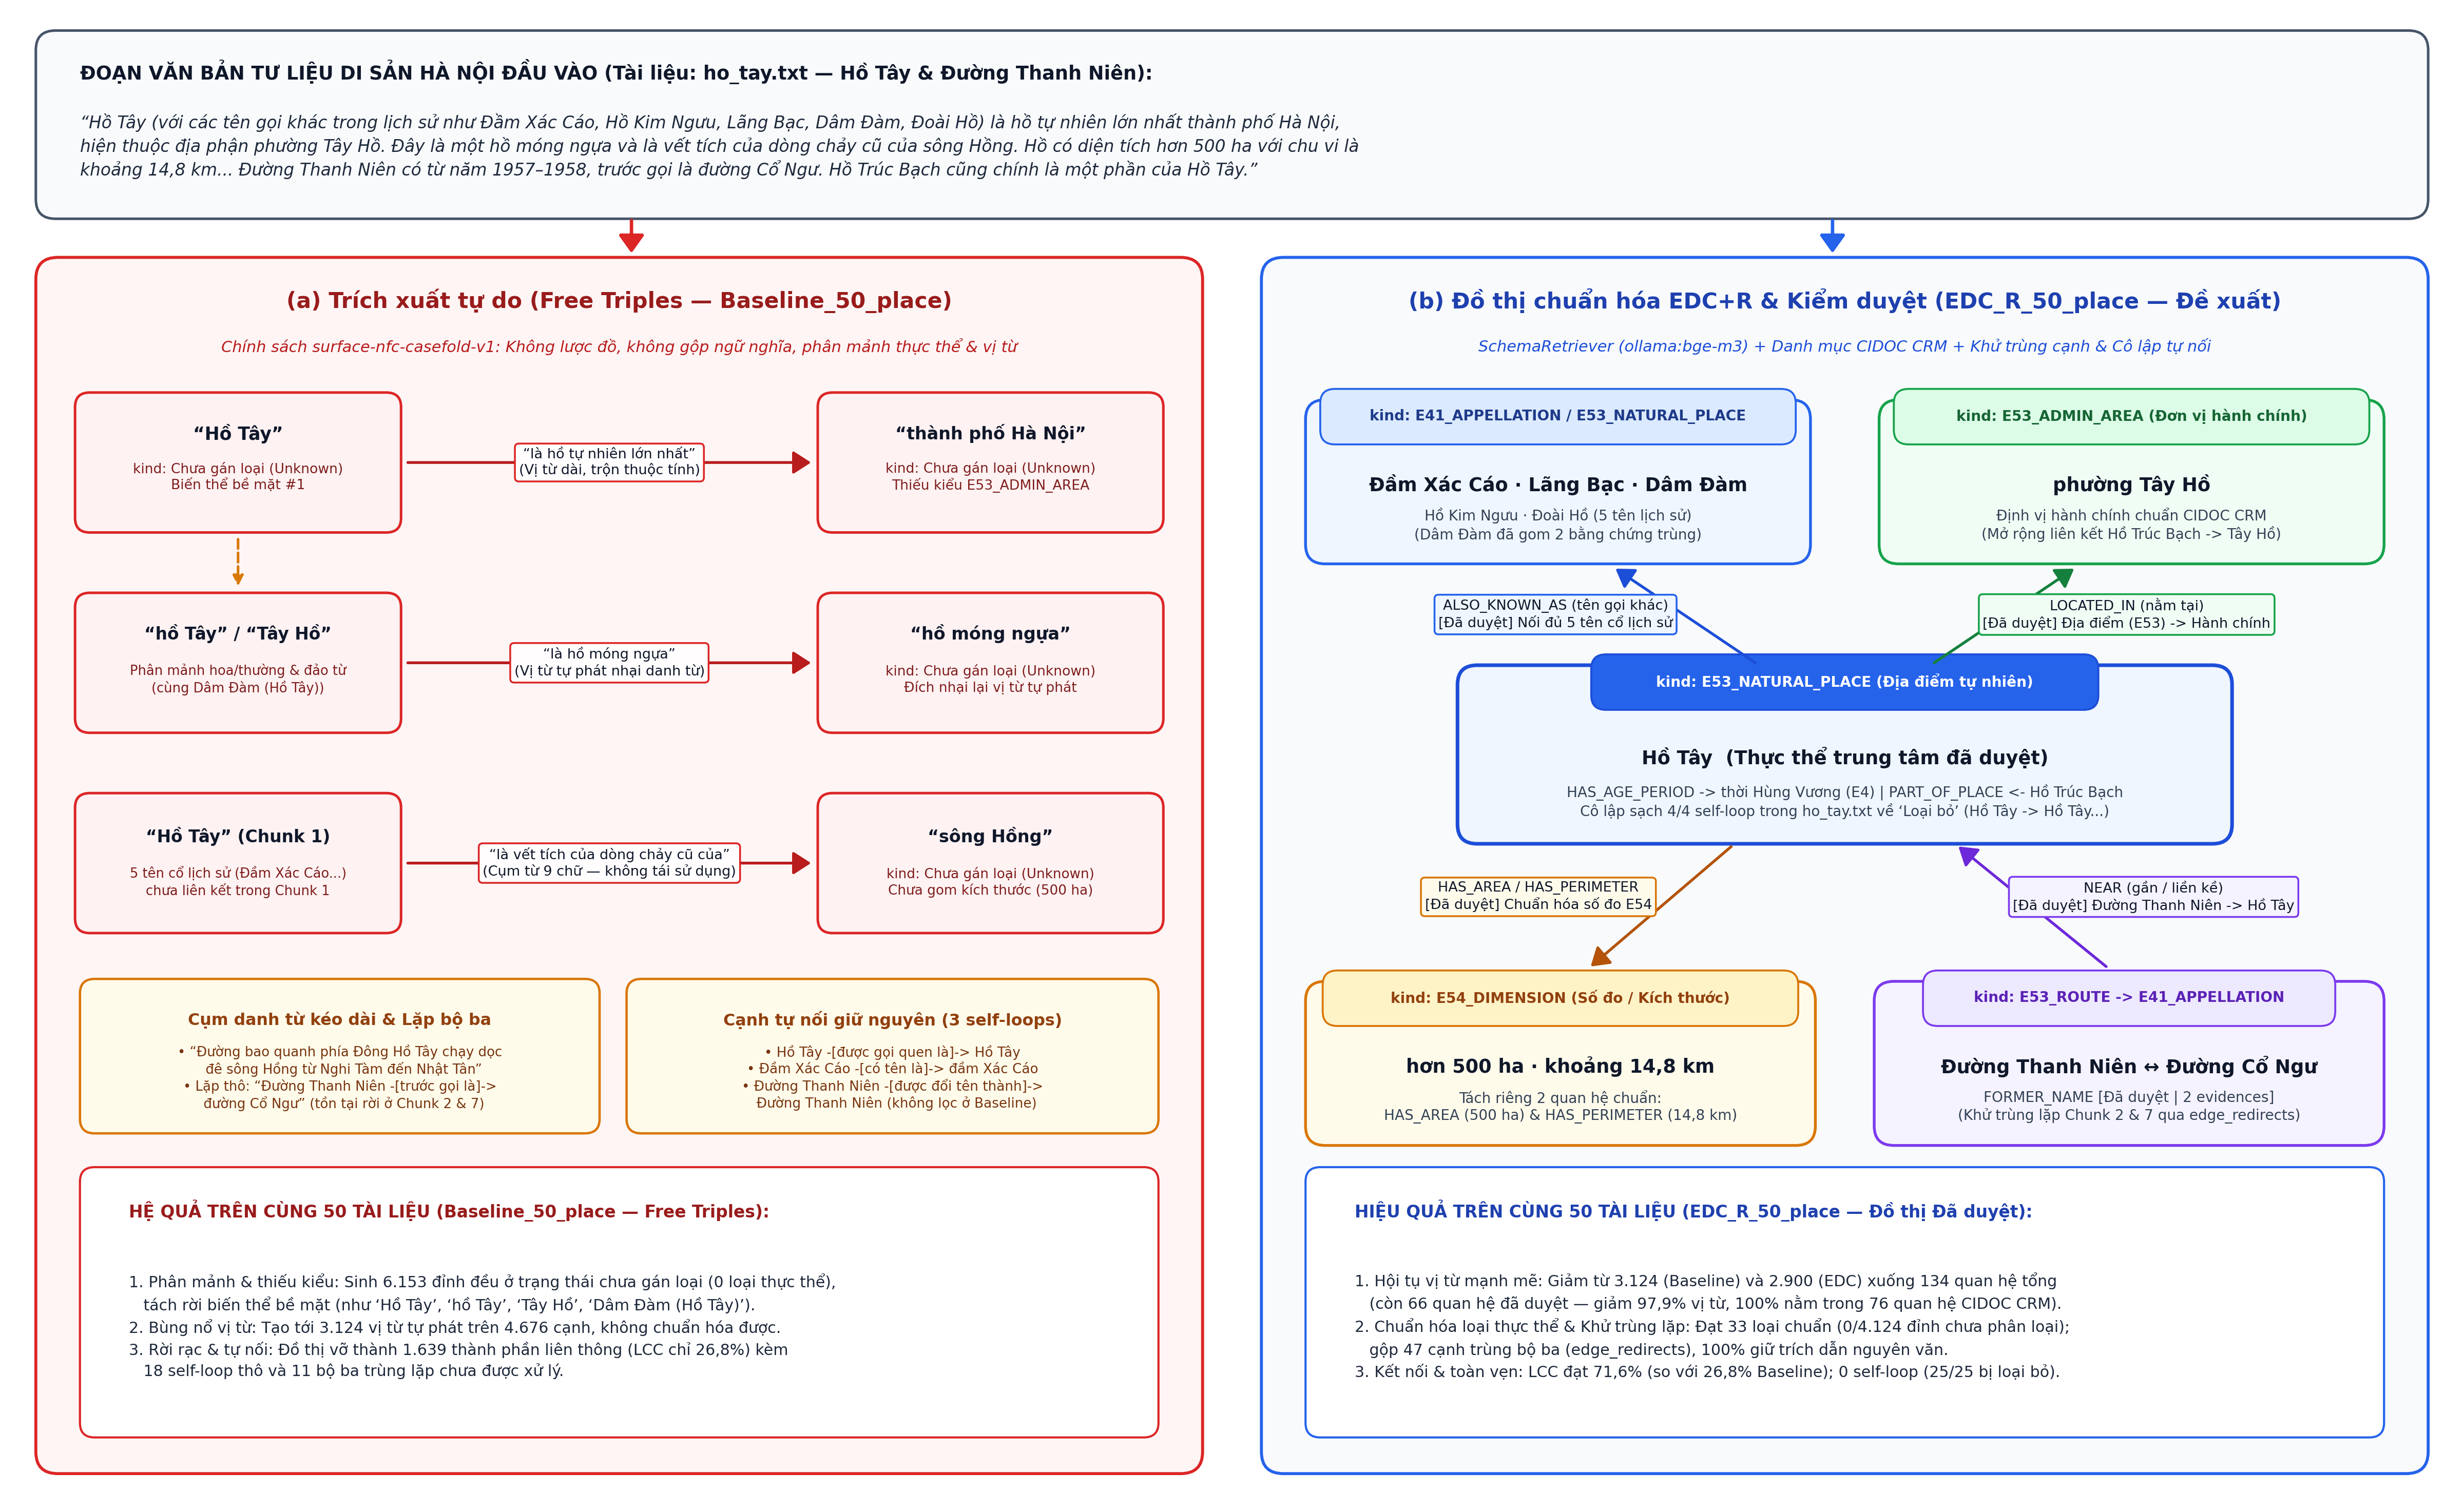 ĐOẠN VĂN BẢN TƯ LIỆU DI SẢN HÀ NỘI ĐẦU VÀO (Tài liệu: ho_tay.txt — Hồ Tây & Đường Thanh Niên):
“Hồ Tây (với các tên gọi khác trong lịch sử như Đầm Xác Cáo, Hồ Kim Ngưu, Lãng Bạc, Dâm Đàm, Đoài Hồ) là hồ tự nhiên lớn nhất thành phố Hà Nội,
hiện thuộc địa phận phường Tây Hồ. Đây là một hồ móng ngựa và là vết tích của dòng chảy cũ của sông Hồng. Hồ có diện tích hơn 500 ha với chu vi là
khoảng 14,8 km... Đường Thanh Niên có từ năm 1957–1958, trước gọi là đường Cổ Ngư. Hồ Trúc Bạch cũng chính là một phần của Hồ Tây.”
(a) Trích xuất tự do (Free Triples — Baseline_50_place)
Chính sách surface-nfc-casefold-v1: Không lược đồ, không gộp ngữ nghĩa, phân mảnh thực thể & vị từ
“Hồ Tây”
kind: Chưa gán loại (Unknown)
Biến thể bề mặt #1
“là hồ tự nhiên lớn nhất”
(Vị từ dài, trộn thuộc tính)
“thành phố Hà Nội”
kind: Chưa gán loại (Unknown)
Thiếu kiểu E53_ADMIN_AREA
“hồ Tây” / “Tây Hồ”
Phân mảnh hoa/thường & đảo từ
(cùng Dâm Đàm (Hồ Tây))
“là hồ móng ngựa”
(Vị từ tự phát nhại danh từ)
“hồ móng ngựa”
kind: Chưa gán loại (Unknown)
Đích nhại lại vị từ tự phát
“Hồ Tây” (Chunk 1)
5 tên cổ lịch sử (Đầm Xác Cáo...)
chưa liên kết trong Chunk 1
“là vết tích của dòng chảy cũ của”
(Cụm từ 9 chữ — không tái sử dụng)
“sông Hồng”
kind: Chưa gán loại (Unknown)
Chưa gom kích thước (500 ha)
Cụm danh từ kéo dài & Lặp bộ ba
• “Đường bao quanh phía Đông Hồ Tây chạy dọc
đê sông Hồng từ Nghi Tàm đến Nhật Tân”
• Lặp thô: “Đường Thanh Niên -[trước gọi là]->
đường Cổ Ngư” (tồn tại rời ở Chunk 2 & 7)
Cạnh tự nối giữ nguyên (3 self-loops)
• Hồ Tây -[được gọi quen là]-> Hồ Tây
• Đầm Xác Cáo -[có tên là]-> đầm Xác Cáo
• Đường Thanh Niên -[được đổi tên thành]->
Đường Thanh Niên (không lọc ở Baseline)
HỆ QUẢ TRÊN CÙNG 50 TÀI LIỆU (Baseline_50_place — Free Triples):
1. Phân mảnh & thiếu kiểu: Sinh 6.153 đỉnh đều ở trạng thái chưa gán loại (0 loại thực thể),
tách rời biến thể bề mặt (như ‘Hồ Tây’, ‘hồ Tây’, ‘Tây Hồ’, ‘Dâm Đàm (Hồ Tây)’).
2. Bùng nổ vị từ: Tạo tới 3.124 vị từ tự phát trên 4.676 cạnh, không chuẩn hóa được.
3. Rời rạc & tự nối: Đồ thị vỡ thành 1.639 thành phần liên thông (LCC chỉ 26,8%) kèm
18 self-loop thô và 11 bộ ba trùng lặp chưa được xử lý.
(b) Đồ thị chuẩn hóa EDC+R & Kiểm duyệt (EDC_R_50_place — Đề xuất)
SchemaRetriever (ollama:bge-m3) + Danh mục CIDOC CRM + Khử trùng cạnh & Cô lập tự nối
kind: E41_APPELLATION / E53_NATURAL_PLACE
Đầm Xác Cáo · Lãng Bạc · Dâm Đàm
Hồ Kim Ngưu · Đoài Hồ (5 tên lịch sử)
(Dâm Đàm đã gom 2 bằng chứng trùng)
kind: E53_ADMIN_AREA (Đơn vị hành chính)
phường Tây Hồ
Định vị hành chính chuẩn CIDOC CRM
(Mở rộng liên kết Hồ Trúc Bạch -> Tây Hồ)
ALSO_KNOWN_AS (tên gọi khác)
[Đã duyệt] Nối đủ 5 tên cổ lịch sử
LOCATED_IN (nằm tại)
[Đã duyệt] Địa điểm (E53) -> Hành chính
kind: E53_NATURAL_PLACE (Địa điểm tự nhiên)
Hồ Tây  (Thực thể trung tâm đã duyệt)
HAS_AGE_PERIOD -> thời Hùng Vương (E4) | PART_OF_PLACE <- Hồ Trúc Bạch
Cô lập sạch 4/4 self-loop trong ho_tay.txt về ‘Loại bỏ’ (Hồ Tây -> Hồ Tây...)
HAS_AREA / HAS_PERIMETER
[Đã duyệt] Chuẩn hóa số đo E54
NEAR (gần / liền kề)
[Đã duyệt] Đường Thanh Niên -> Hồ Tây
kind: E54_DIMENSION (Số đo / Kích thước)
hơn 500 ha · khoảng 14,8 km
Tách riêng 2 quan hệ chuẩn:
HAS_AREA (500 ha) & HAS_PERIMETER (14,8 km)
kind: E53_ROUTE -> E41_APPELLATION
Đường Thanh Niên ↔ Đường Cổ Ngư
FORMER_NAME [Đã duyệt | 2 evidences]
(Khử trùng lặp Chunk 2 & 7 qua edge_redirects)
HIỆU QUẢ TRÊN CÙNG 50 TÀI LIỆU (EDC_R_50_place — Đồ thị Đã duyệt):
1. Hội tụ vị từ mạnh mẽ: Giảm từ 3.124 (Baseline) và 2.900 (EDC) xuống 134 quan hệ tổng
(còn 66 quan hệ đã duyệt — giảm 97,9% vị từ, 100% nằm trong 76 quan hệ CIDOC CRM).
2. Chuẩn hóa loại thực thể & Khử trùng lặp: Đạt 33 loại chuẩn (0/4.124 đỉnh chưa phân loại);
gộp 47 cạnh trùng bộ ba (edge_redirects), 100% giữ trích dẫn nguyên văn.
3. Kết nối & toàn vẹn: LCC đạt 71,6% (so với 26,8% Baseline); 0 self-loop (25/25 bị loại bỏ).